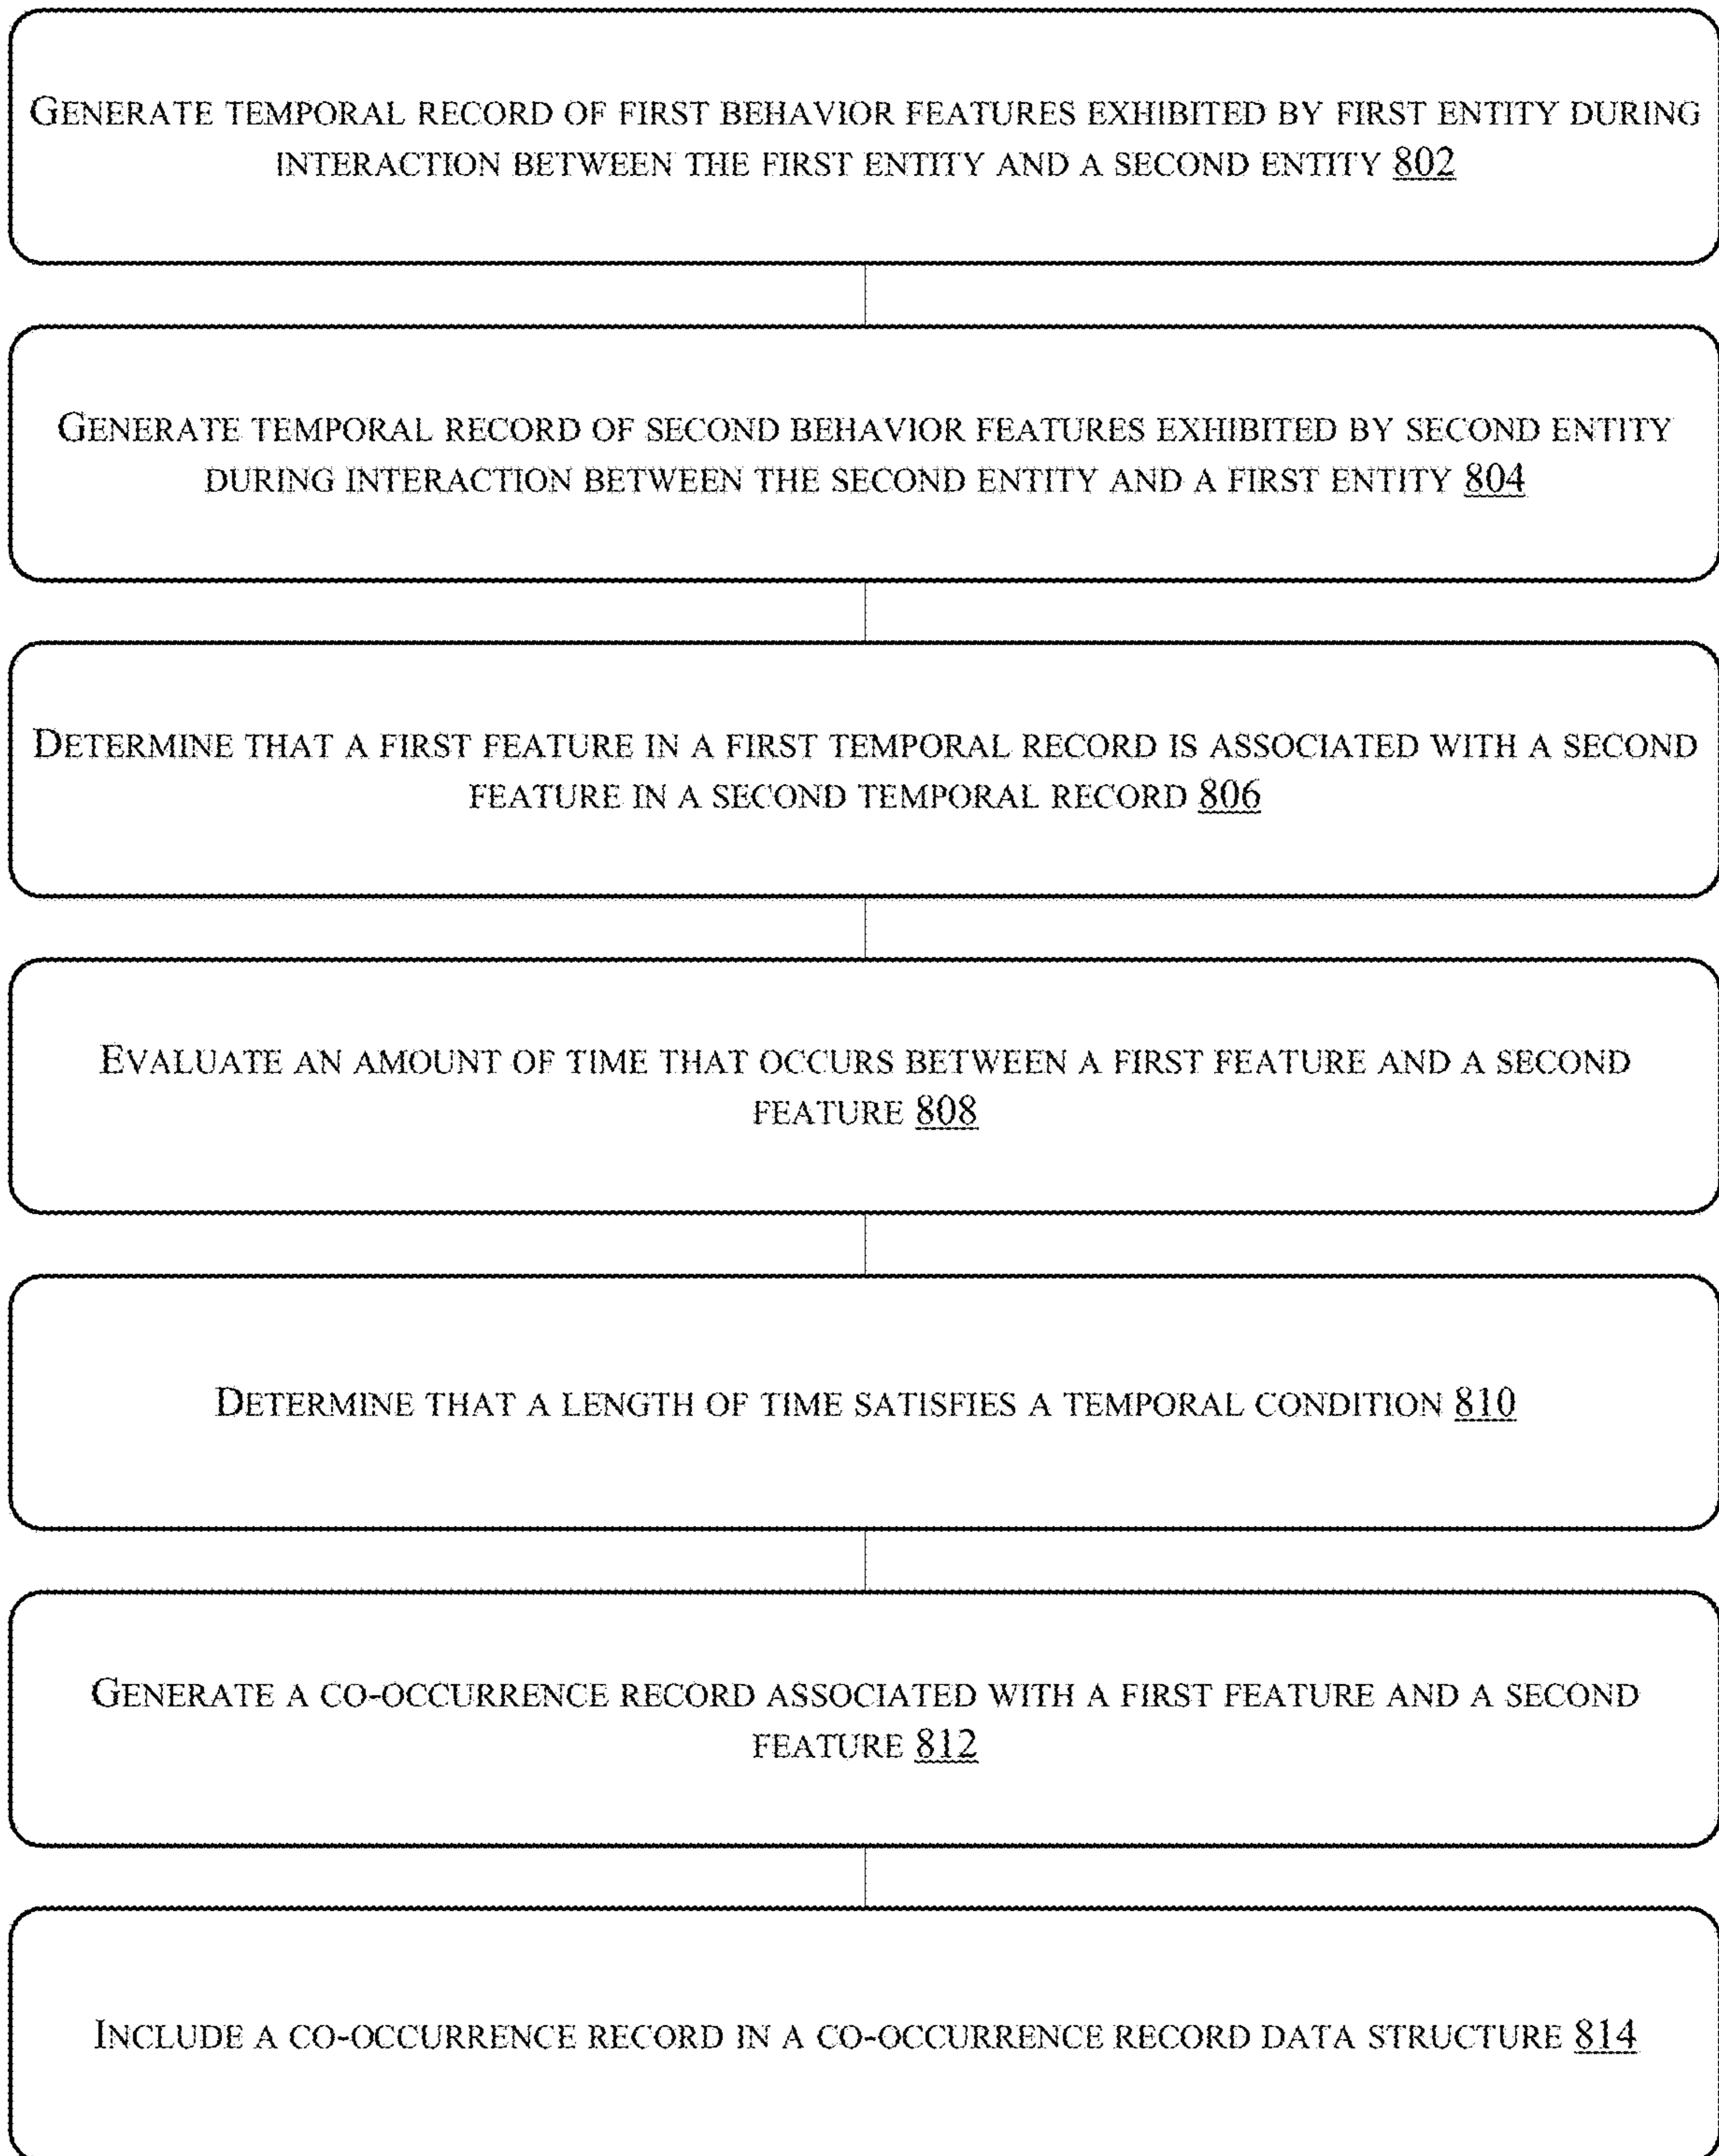 GENERATE TEMPORAL RECORD OF FIRST BEHAVIOR FEATURES EXHIBITED BY FIRST ENTITY DURING
INTERACTION BETWEEN THE FIRST ENTITY AND A SECOND ENTITY 802
GENERATE TEMPORAL RECORD OF SECOND BEHAVIOR FEATURES EXHIBITED BY SECOND ENTITY
DURING INTERACTION BETWEEN THE SECOND ENTITY AND A FIRST ENTITY 804
DETERMINE THAT A FIRST FEATURE IN A FIRST TEMPORAL RECORD IS ASSOCIATED WITH A SECOND
FEATURE IN A SECOND TEMPORAL RECORD 806
EVALUATE AN AMOUNT OF TIME THAT OCCURS BETWEEN A FIRST FEATURE AND A SECOND
FEATURE 808
DETERMINE THAT A LENGTH OF TIME SATISFIES A TEMPORAL CONDITION 810
GENERATE A CO-OCCURRENCE RECORD ASSOCIATED WITH A FIRST FEATURE AND A SECOND
FEATURE 812
INCLUDE A CO-OCCURRENCE RECORD IN A CO-OCCURRENCE RECORD DATA STRUCTURE 814